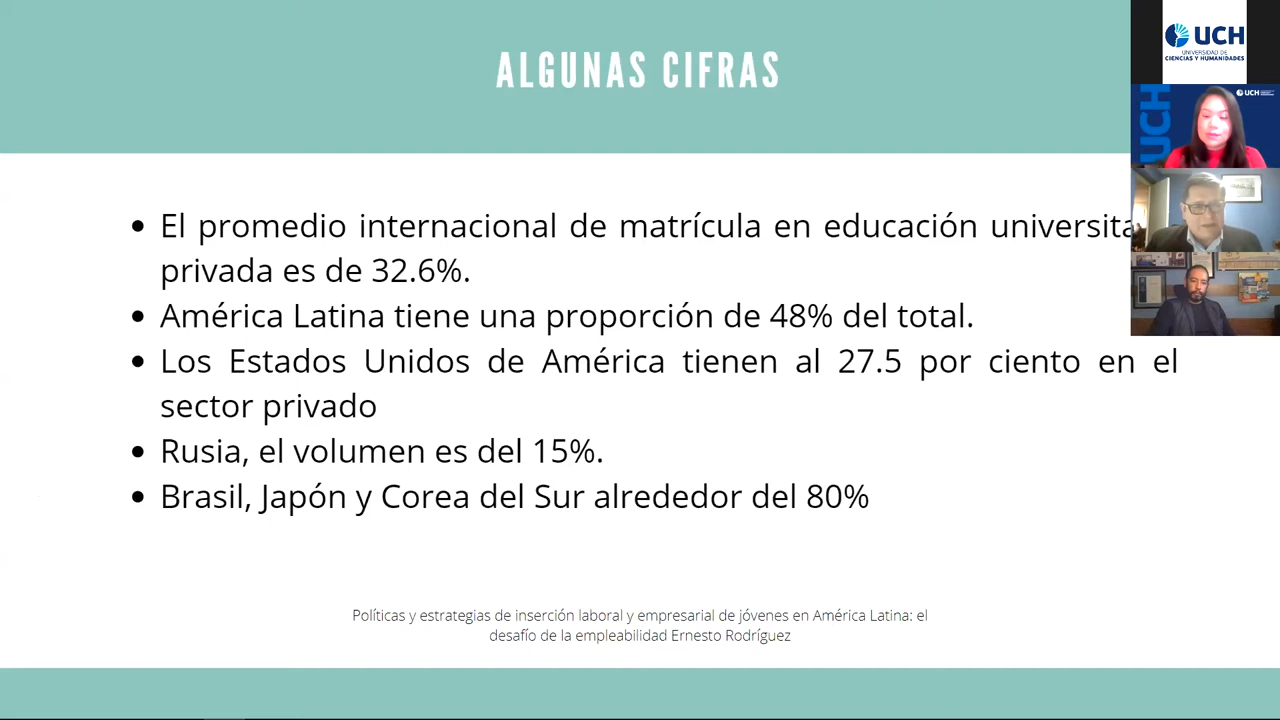 ALGUNAS CIFRAS
UCH
UNIVERSIDAD DE
CIENCIAS Y HUMANIDADES
UCH
UCH
• El promedio internacional de matrícula en educación
privada es de 32.6%.
• América Latina tiene una proporción de 48% del total.
• Los Estados Unidos de América tienen al 27.5 por ciento en el
sector privado
• Rusia, el volumen es del 15%.
• Brasil, Japón y Corea del Sur alrededor del 80%
Políticas y estrategias de inserción laboral y empresarial de jóvenes en América Latina: el
desafío de la empleabilidad Ernesto Rodríguez